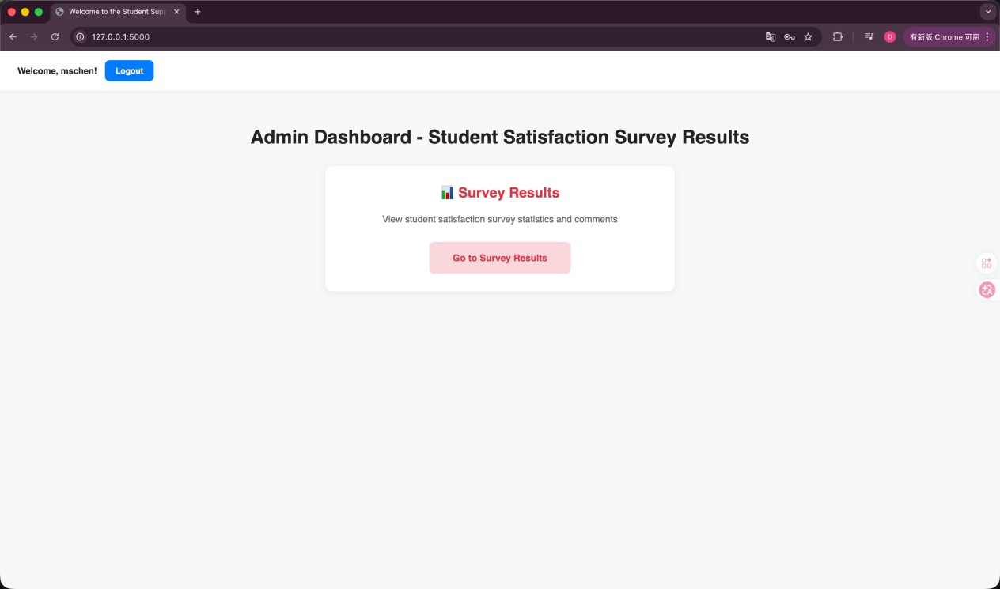 Welcome to the Student Sup
127.0.0.1:5000
D
有新版 Chrome 可用
Welcome, mschen!
Logout
Admin Dashboard - Student Satisfaction Survey Results
Survey Results
View student satisfaction survey statistics and comments
Go to Survey Results